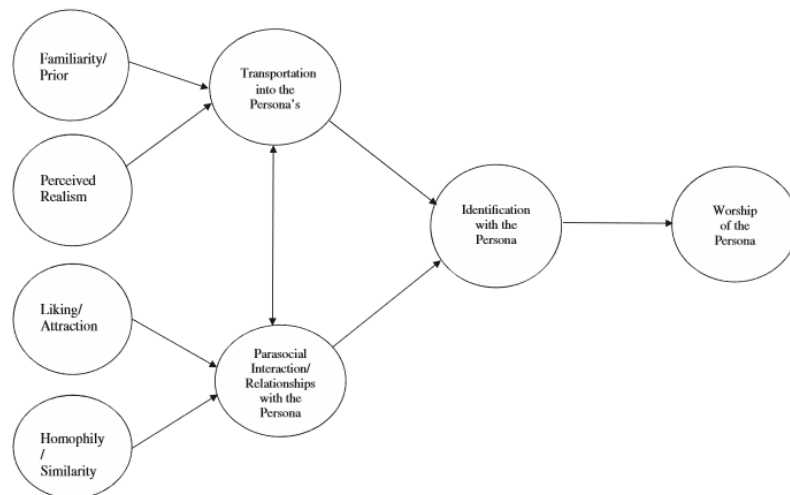 Familiarity/
Prior
Transportation
into the
Persona's
Perceived
Realism
Identification
with the
Persona
Worship
of the
Persona
Liking/
Attraction
Parasocial
Interaction/
Relationships
with the
Persona
Homophily
/
Similarity